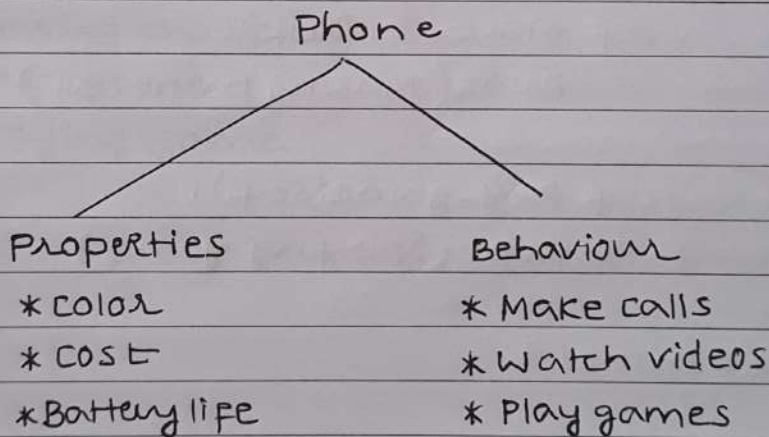 Phone
Properties
* color
* cost
* Battery life
Behaviour
* Make calls
* Watch videos
* Play games